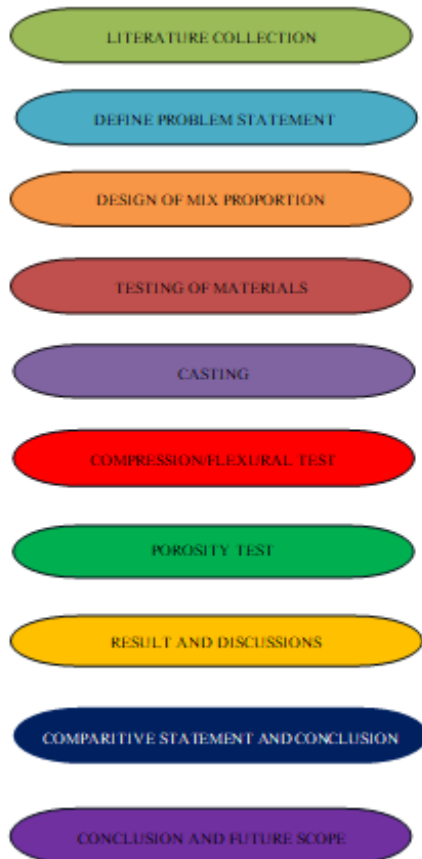 LITERATURE COLLECTION
DEFINE PROBLEM STATEMENT
DESIGN OF MIX PROPORTION
TESTING OF MATERIALS
CASTING
COMPRESSION/FLEXURAL TEST
POROSITY TEST
RESULT AND DISCUSSIONS
COMPARITIVE STATEMENT AND CONCLUSION
CONCLUSION AND FUTURE SCOPE